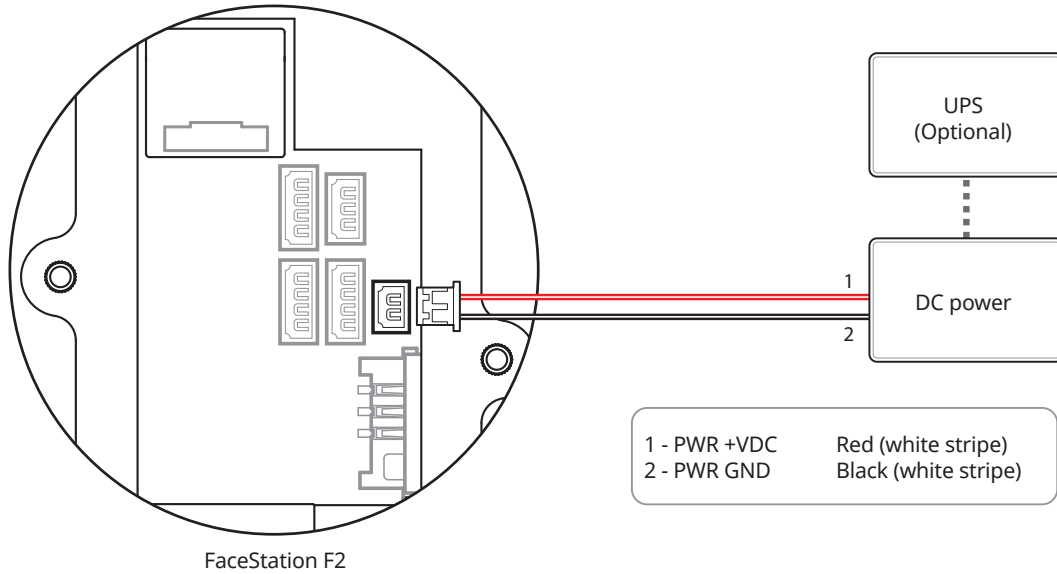 UPS
(Optional)
1
DC power
2
1 - PWR +VDC Red (white stripe)
2 - PWR GND Black (white stripe)
FaceStation F2